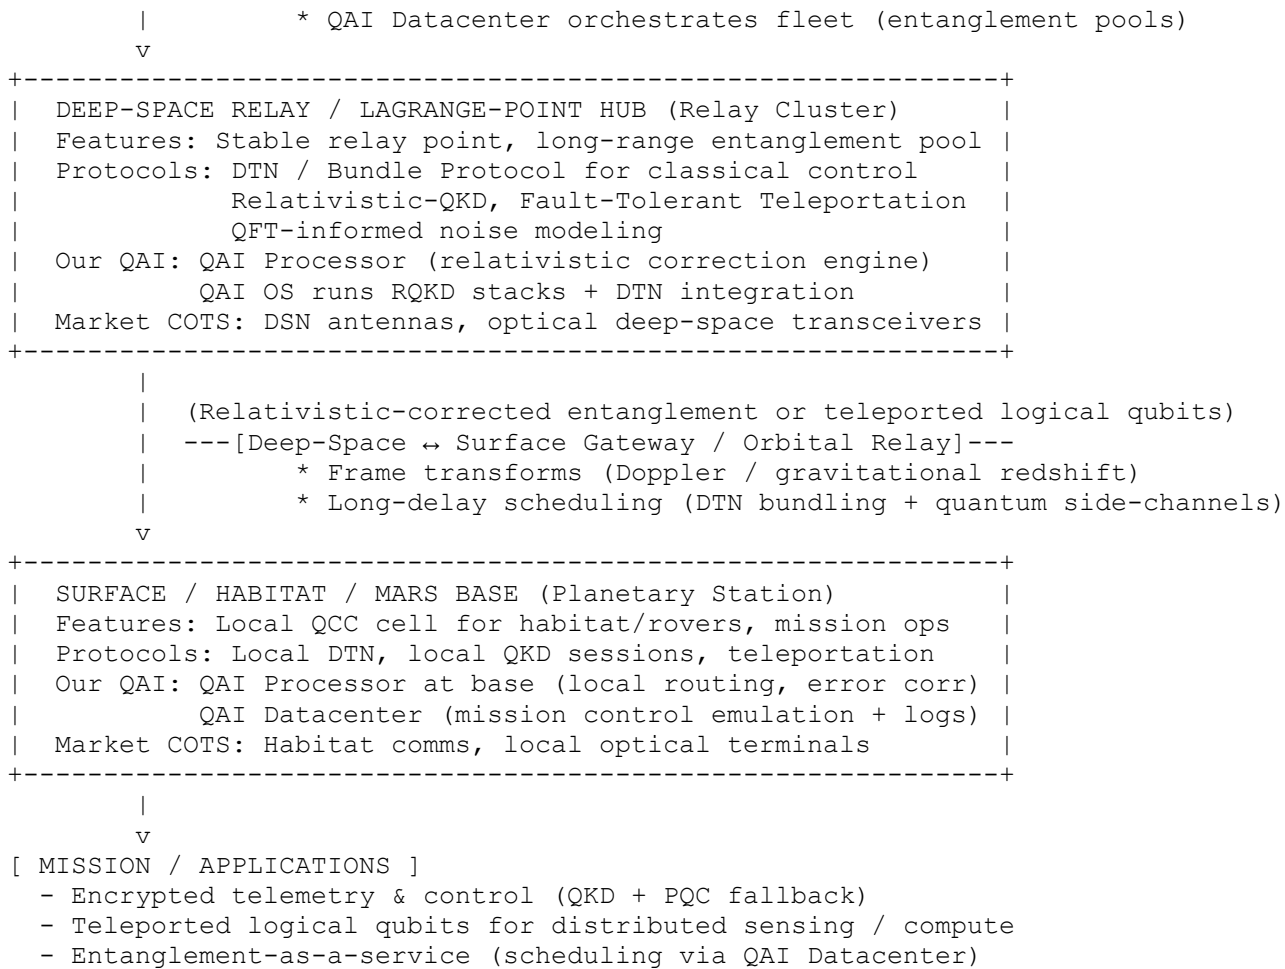 |               * QAI Datacenter orchestrates fleet (entanglement pools)
        v
+-------------------------------------------------------------+
|  DEEP-SPACE RELAY / LAGRANGE-POINT HUB (Relay Cluster)      |
|  Features: Stable relay point, long-range entanglement pool |
|  Protocols: DTN / Bundle Protocol for classical control     |
|             Relativistic-QKD, Fault-Tolerant Teleportation  |
|             QFT-informed noise modeling                     |
|  Our QAI: QAI Processor (relativistic correction engine)    |
|           QAI OS runs RQKD stacks + DTN integration         |
|  Market COTS: DSN antennas, optical deep-space transceivers |
+-------------------------------------------------------------+
        |
        |  (Relativistic-corrected entanglement or teleported logical qubits)
        |  ---[Deep-Space ↔ Surface Gateway / Orbital Relay]---
        |         * Frame transforms (Doppler / gravitational redshift)
        |         * Long-delay scheduling (DTN bundling + quantum side-channels)
        v
+-------------------------------------------------------------+
|  SURFACE / HABITAT / MARS BASE (Planetary Station)          |
|  Features: Local QCC cell for habitat/rovers, mission ops   |
|  Protocols: Local DTN, local QKD sessions, teleportation    |
|  Our QAI: QAI Processor at base (local routing, error corr) |
|           QAI Datacenter (mission control emulation + logs) |
|  Market COTS: Habitat comms, local optical terminals        |
+-------------------------------------------------------------+
        |
        v
[ MISSION / APPLICATIONS ]
  - Encrypted telemetry & control (QKD + PQC fallback)
  - Teleported logical qubits for distributed sensing / compute
  - Entanglement-as-a-service (scheduling via QAI Datacenter)